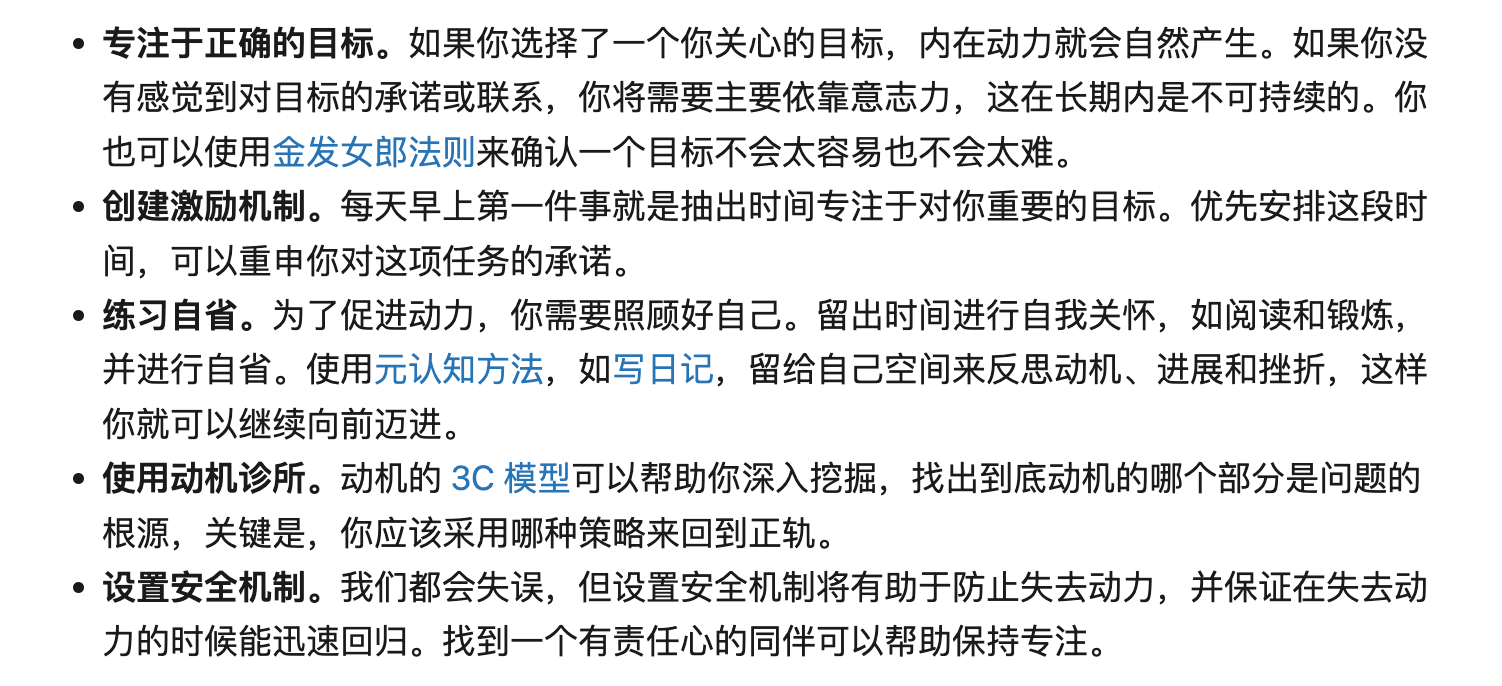 • 专注于正确的目标。如果你选择了一个你关心的目标，内在动力就会自然产生。如果你没
有感觉到对目标的承诺或联系，你将需要主要依靠意志力，这在长期内是不可持续的。你
也可以使用金发女郎法则来确认一个目标不会太容易也不会太难。
• 创建激励机制。每天早上第一件事就是抽出时间专注于对你重要的目标。优先安排这段时
间，可以重申你对这项任务的承诺。
• 练习自省。为了促进动力，你需要照顾好自己。留出时间进行自我关怀，如阅读和锻炼，
并进行自省。使用元认知方法，如写日记，留给自己空间来反思动机、进展和挫折，这样
你就可以继续向前迈进。
• 使用动机诊所。动机的 3C 模型可以帮助你深入挖掘，找出到底动机的哪个部分是问题的
根源，关键是，你应该采用哪种策略来回到正轨。
• 设置安全机制。我们都会失误，但设置安全机制将有助于防止失去动力，并保证在失去动
力的时候能迅速回归。找到一个有责任心的同伴可以帮助保持专注。